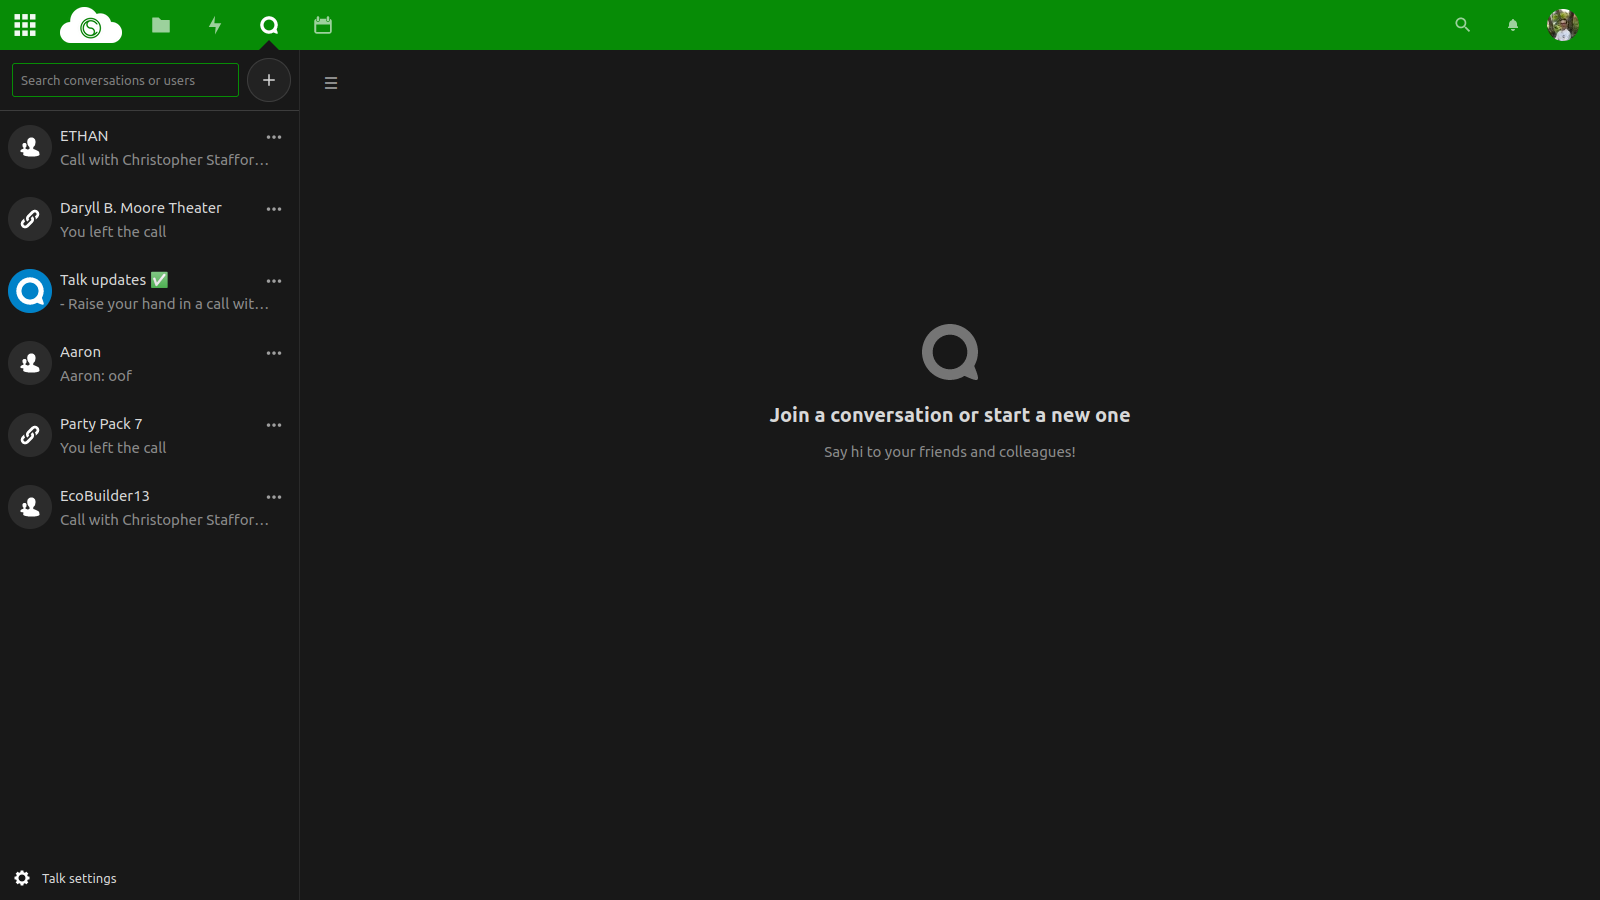 Search conversations or users
ETHAN
Call with Christopher Staffor...
Daryll B. Moore Theater
You left the call
Talk updates ✅
- Raise your hand in a call wit...
Aaron
Aaron: oof
Party Pack 7
You left the call
EcoBuilder13
Call with Christopher Staffor...
Talk settings
Join a conversation or start a new one
Say hi to your friends and colleagues!